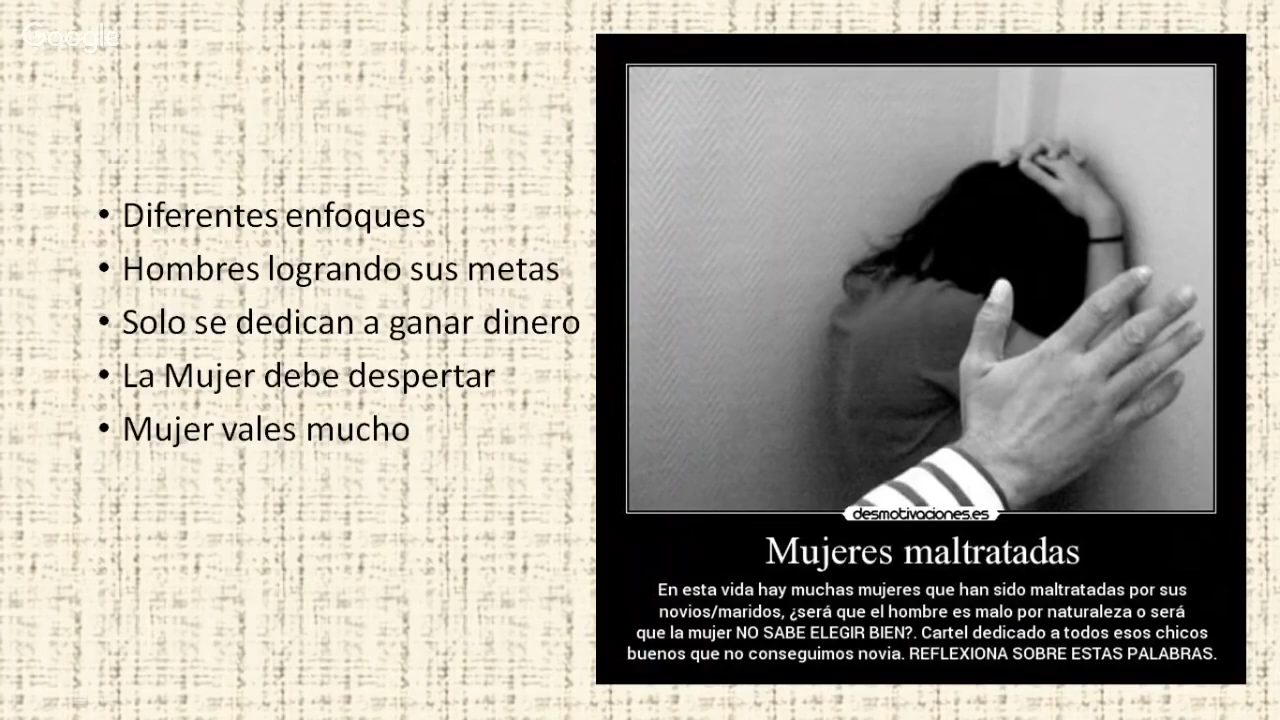 Google
• Diferentes enfoques
• Hombres logrando sus metas
• Solo se dedican a ganar dinero
• La Mujer debe despertar
• Mujer vales mucho
desmotivaciones.es
Mujeres maltratadas
En esta vida hay muchas mujeres que han sido maltratadas por sus
novios/maridos, ¿será que el hombre es malo por naturaleza o será
que la mujer NO SABE ELEGIR BIEN?. Cartel dedicado a todos esos chicos
buenos que no conseguimos novia. REFLEXIONA SOBRE ESTAS PALABRAS.